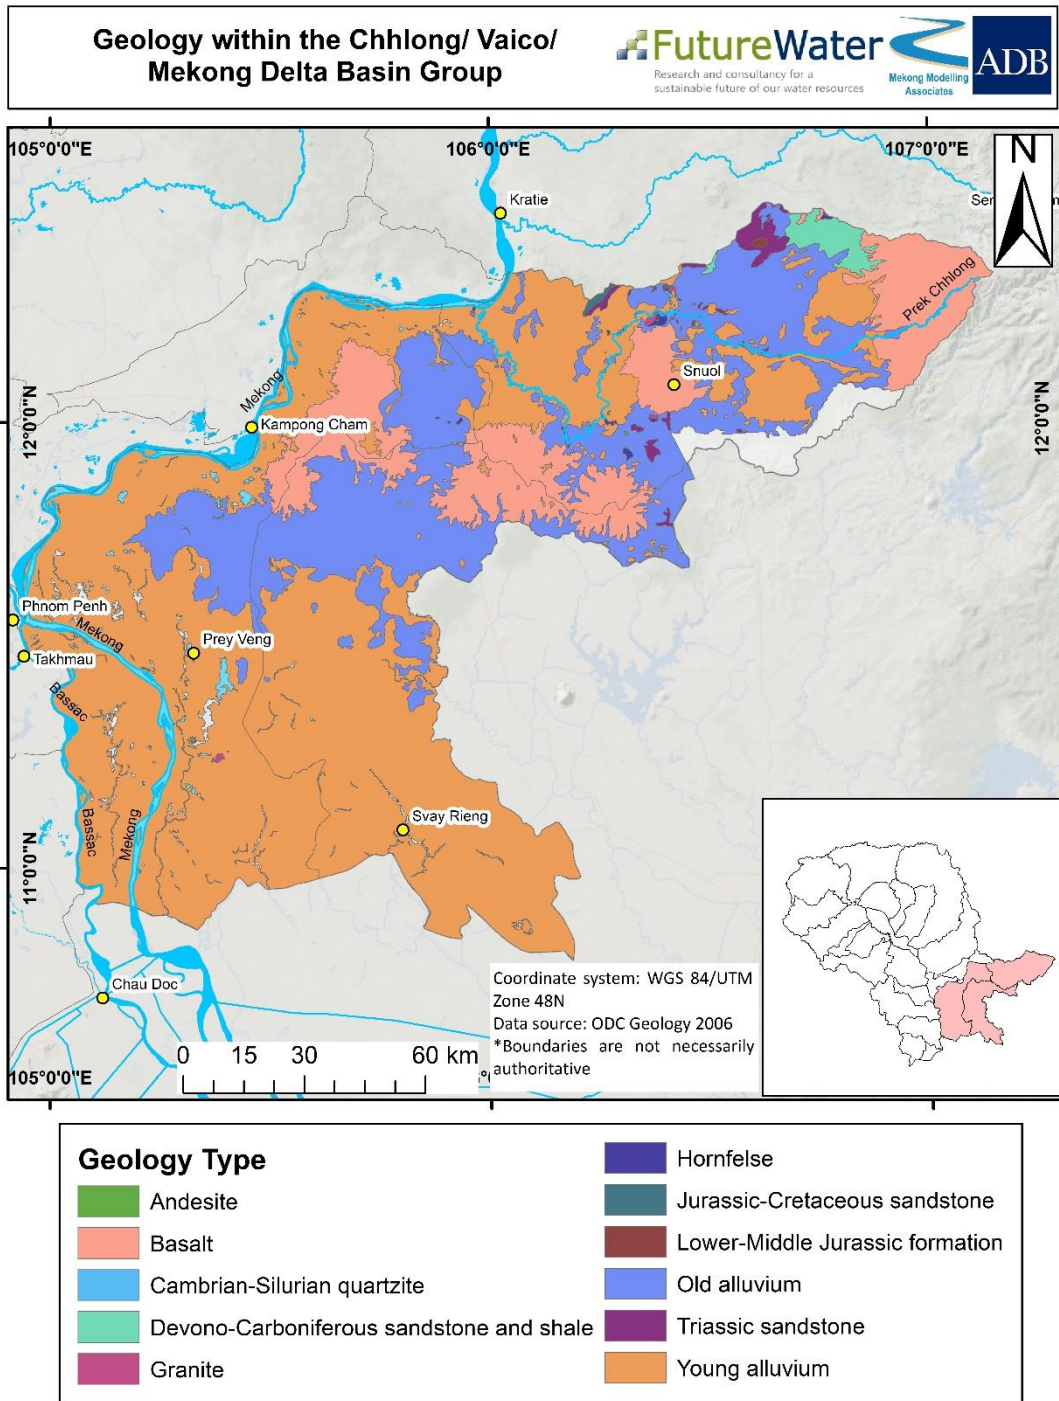 Geology within the Chhlong/ Vaico/
Mekong Delta Basin Group
FutureWater
Research and consultancy for a
sustainable future of our water resources
Mekong Modelling
Associates
ADB
105°0'0"E
106°0'0"E
107°0'0"E
N
Kratie
Prek Chhlong
Snuol
Mekong
Kampong Cham
12°0'0"N
12°0'0"N
Phnom Penh
Mekong
Prey Veng
Takhmau
Bassac
Svay Rieng
Bassac
Mekong
11°0'0"N
Chau Doc
Coordinate system: WGS 84/UTM
Zone 48N
Data source: ODC Geology 2006
*Boundaries are not necessarily
authoritative
0 15 30 60 km
105°0'0"E
Geology Type
Andesite
Basalt
Cambrian-Silurian quartzite
Devono-Carboniferous sandstone and shale
Granite
Hornfelse
Jurassic-Cretaceous sandstone
Lower-Middle Jurassic formation
Old alluvium
Triassic sandstone
Young alluvium